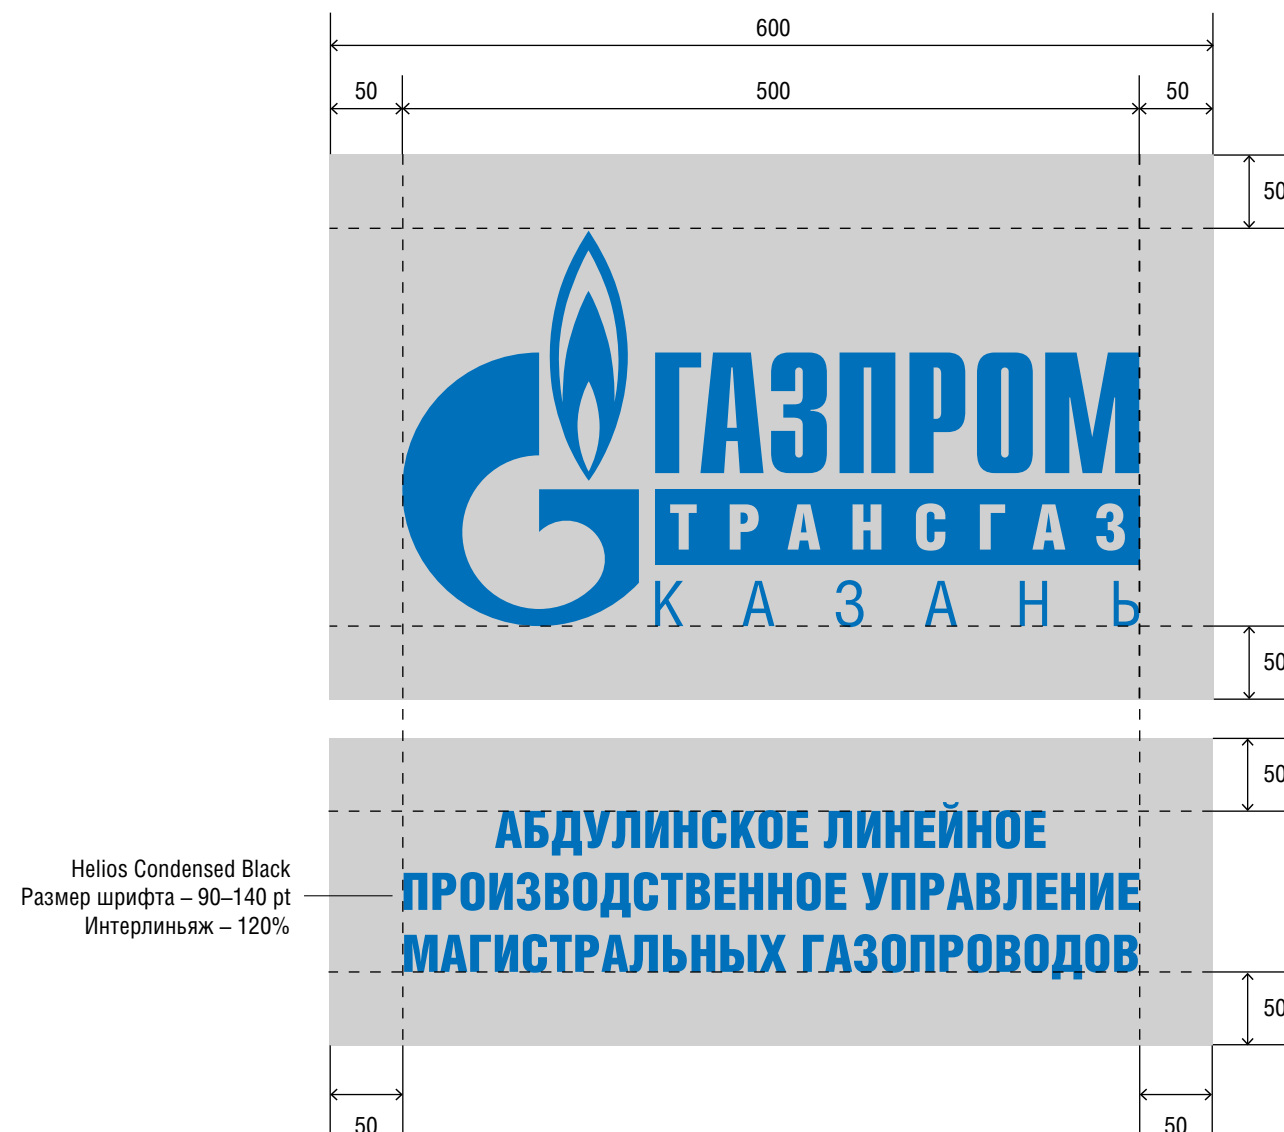 600
50 500 50
50
ГАЗПРОМ
ТРАНСГАЗ
КАЗАНЬ
50
50
АБДУЛИНСКОЕ ЛИНЕЙНОЕ
ПРОИЗВОДСТВЕННОЕ УПРАВЛЕНИЕ
МАГИСТРАЛЬНЫХ ГАЗОПРОВОДОВ
Helios Condensed Black
Размер шрифта – 90–140 pt
Интерлиньяж – 120%
50
50 50